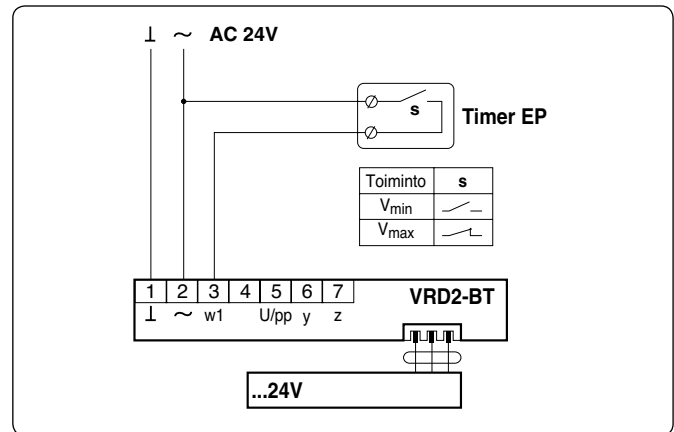 ⊥ ~ AC 24V
s
Timer EP
Toiminto s
Vmin
Vmax
1 2 3 4 5 6 7
VRD2-BT
⊥ ~ w1 U/pp y z
...24V